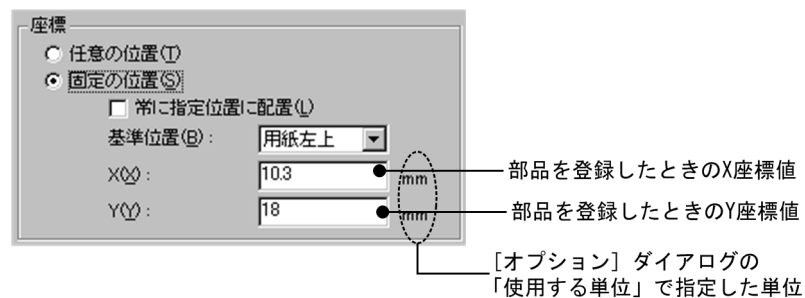 座標
任意の位置(T)
固定の位置(S)
常に指定位置に配置(L)
基準位置(B): 用紙左上
X(X): 10.3 mm 部品を登録したときのX座標値
Y(Y): 18 mm 部品を登録したときのY座標値
[オプション] ダイアログの
「使用する単位」で指定した単位